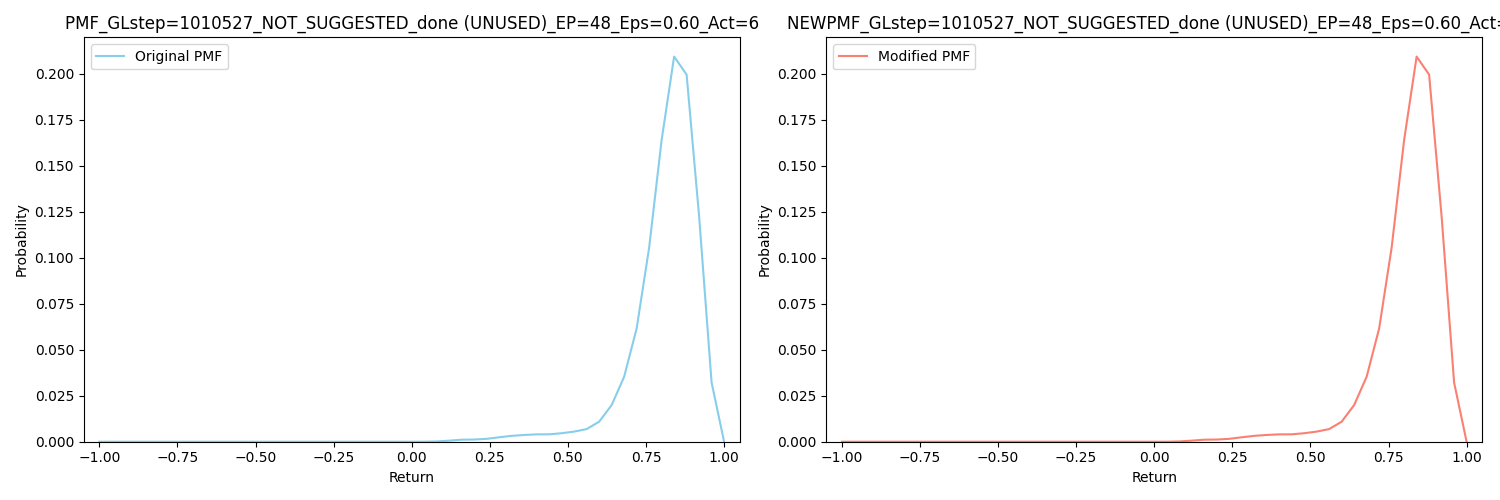 PMF_GLstep=1010527_NOT_SUGGESTED_done (UNUSED)_EP=48_Eps=0.60_Act=6
Original PMF
Probability
0.200
0.175
0.150
0.125
0.100
0.075
0.050
0.025
0.000
−1.00 −0.75 −0.50 −0.25 0.00 0.25 0.50 0.75 1.00
Return
NEWPMF_GLstep=1010527_NOT_SUGGESTED_done (UNUSED)_EP=48_Eps=0.60_Act=
Modified PMF
Probability
0.200
0.175
0.150
0.125
0.100
0.075
0.050
0.025
0.000
−1.00 −0.75 −0.50 −0.25 0.00 0.25 0.50 0.75 1.00
Return